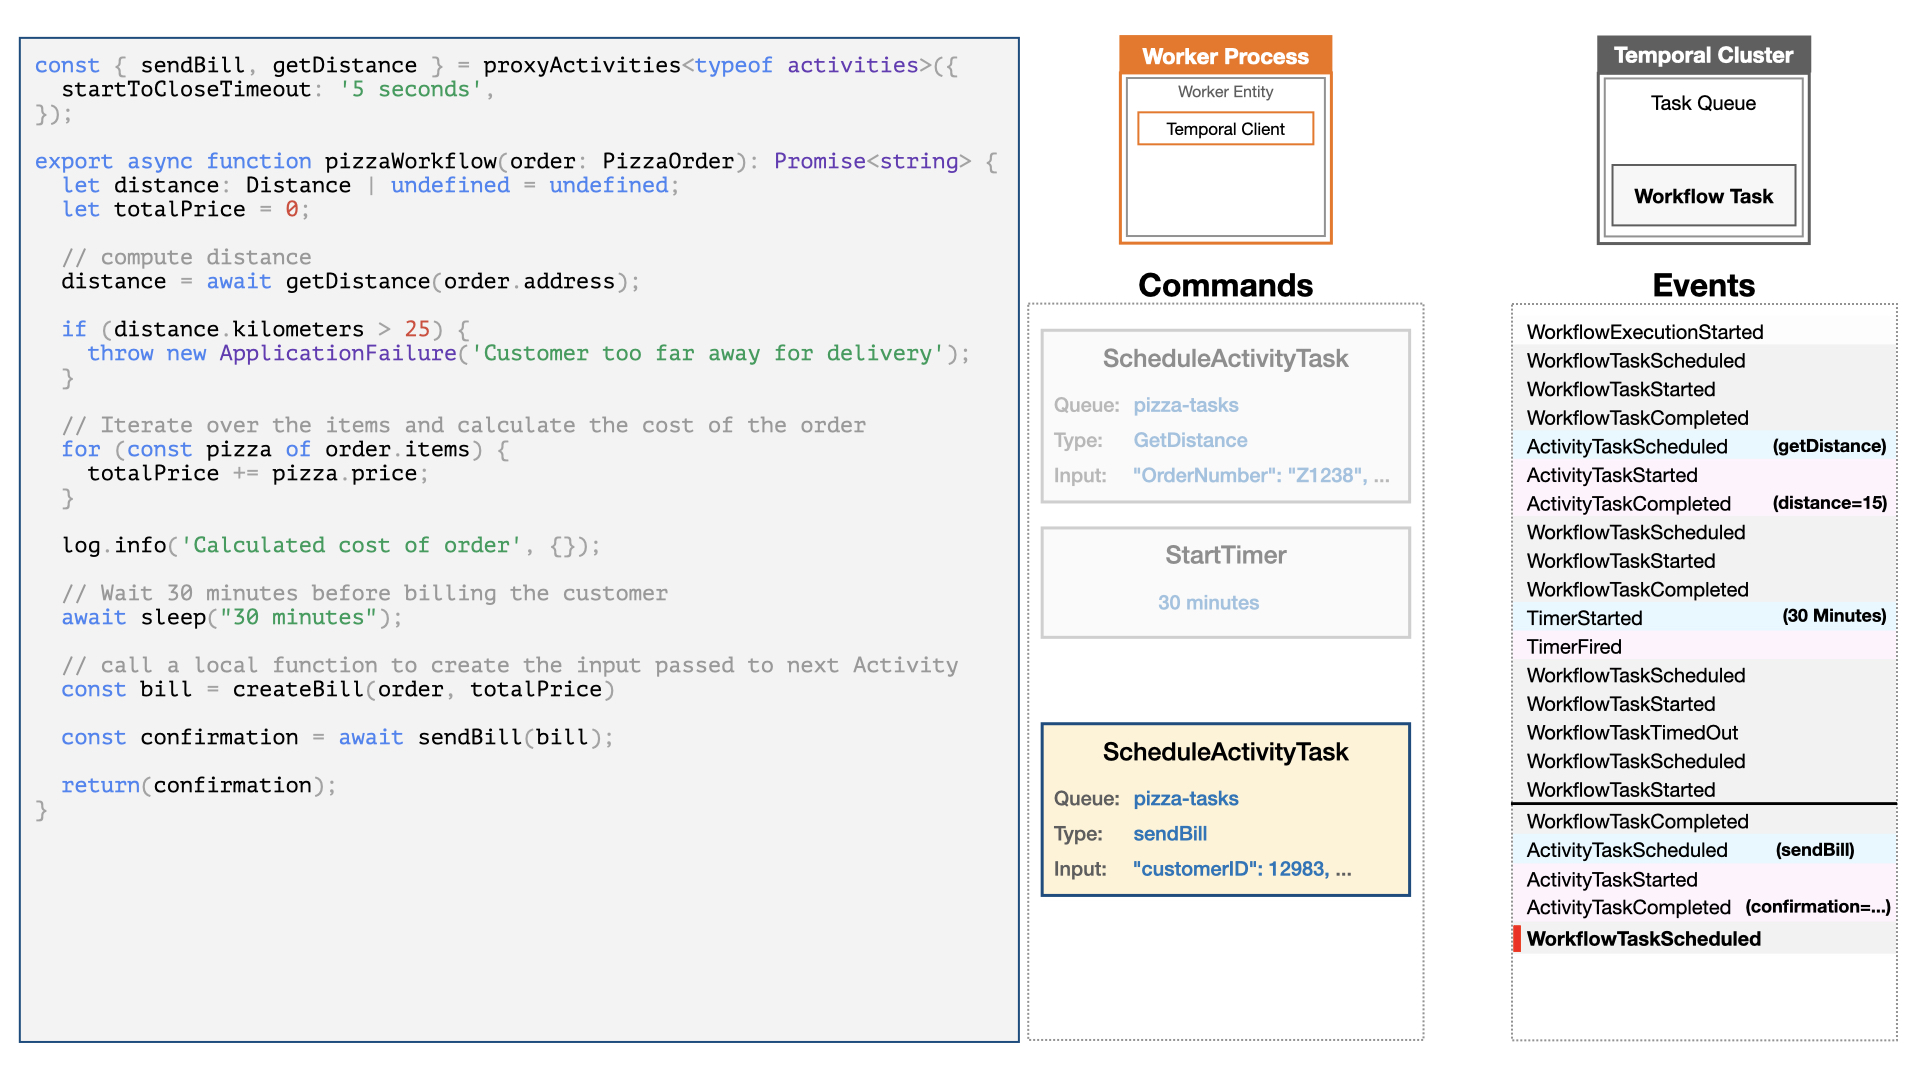 const { sendBill, getDistance } = proxyActivities<typeof activities>({
  startToCloseTimeout: '5 seconds',
});

export async function pizzaWorkflow(order: PizzaOrder): Promise<string> {
  let distance: Distance | undefined = undefined;
  let totalPrice = 0;

  // compute distance
  distance = await getDistance(order.address);

  if (distance.kilometers > 25) {
    throw new ApplicationFailure('Customer too far away for delivery');
  }

  // Iterate over the items and calculate the cost of the order
  for (const pizza of order.items) {
    totalPrice += pizza.price;
  }

  log.info('Calculated cost of order', {});

  // Wait 30 minutes before billing the customer
  await sleep("30 minutes");

  // call a local function to create the input passed to next Activity
  const bill = createBill(order, totalPrice)

  const confirmation = await sendBill(bill);

  return(confirmation);
}
Worker Process
Worker Entity
Temporal Client
Commands
ScheduleActivityTask
Queue: pizza-tasks
Type: GetDistance
Input: "OrderNumber": "Z1238", ...
StartTimer
30 minutes
ScheduleActivityTask
Queue: pizza-tasks
Type: sendBill
Input: "customerID": 12983, ...
Temporal Cluster
Task Queue
Workflow Task
Events
WorkflowExecutionStarted
WorkflowTaskScheduled
WorkflowTaskStarted
WorkflowTaskCompleted
ActivityTaskScheduled (getDistance)
ActivityTaskStarted
ActivityTaskCompleted (distance=15)
WorkflowTaskScheduled
WorkflowTaskStarted
WorkflowTaskCompleted
TimerStarted (30 Minutes)
TimerFired
WorkflowTaskScheduled
WorkflowTaskStarted
WorkflowTaskTimedOut
WorkflowTaskScheduled
WorkflowTaskStarted
WorkflowTaskCompleted
ActivityTaskScheduled (sendBill)
ActivityTaskStarted
ActivityTaskCompleted (confirmation=...)
WorkflowTaskScheduled